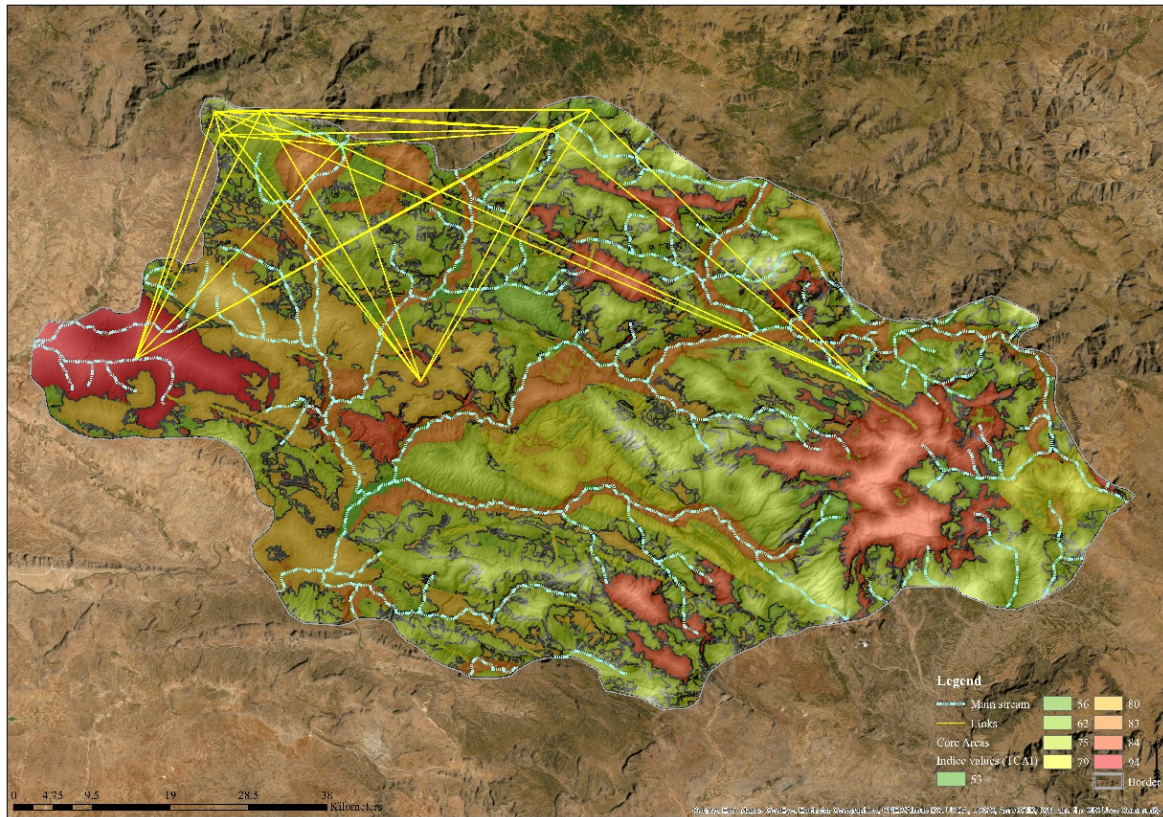 Legend
Main stream
Links
Core Areas
Indice values (TCAI)
53
56
62
75
79
80
83
84
94
Border
0 4.75 9.5 19 28.5 38
Kilometers